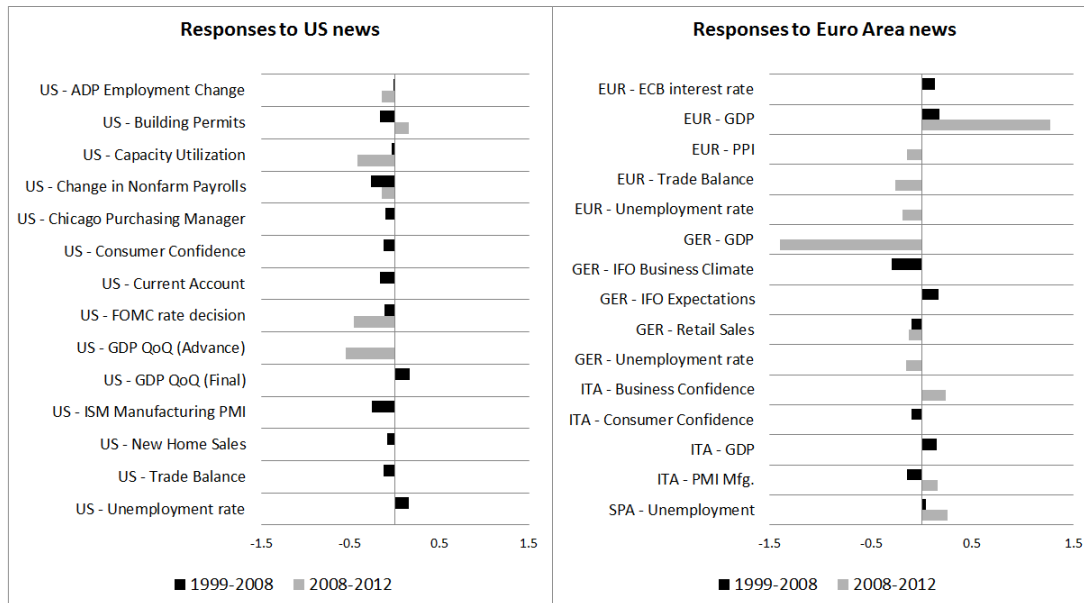 Responses to US news
US - ADP Employment Change
US - Building Permits
US - Capacity Utilization
US - Change in Nonfarm Payrolls
US - Chicago Purchasing Manager
US - Consumer Confidence
US - Current Account
US - FOMC rate decision
US - GDP QoQ (Advance)
US - GDP QoQ (Final)
US - ISM Manufacturing PMI
US - New Home Sales
US - Trade Balance
US - Unemployment rate
-1.5 -0.5 0.5 1.5
1999-2008 2008-2012
Responses to Euro Area news
EUR - ECB interest rate
EUR - GDP
EUR - PPI
EUR - Trade Balance
EUR - Unemployment rate
GER - GDP
GER - IFO Business Climate
GER - IFO Expectations
GER - Retail Sales
GER - Unemployment rate
ITA - Business Confidence
ITA - Consumer Confidence
ITA - GDP
ITA - PMI Mfg.
SPA - Unemployment
-1.5 -0.5 0.5 1.5
1999-2008 2008-2012